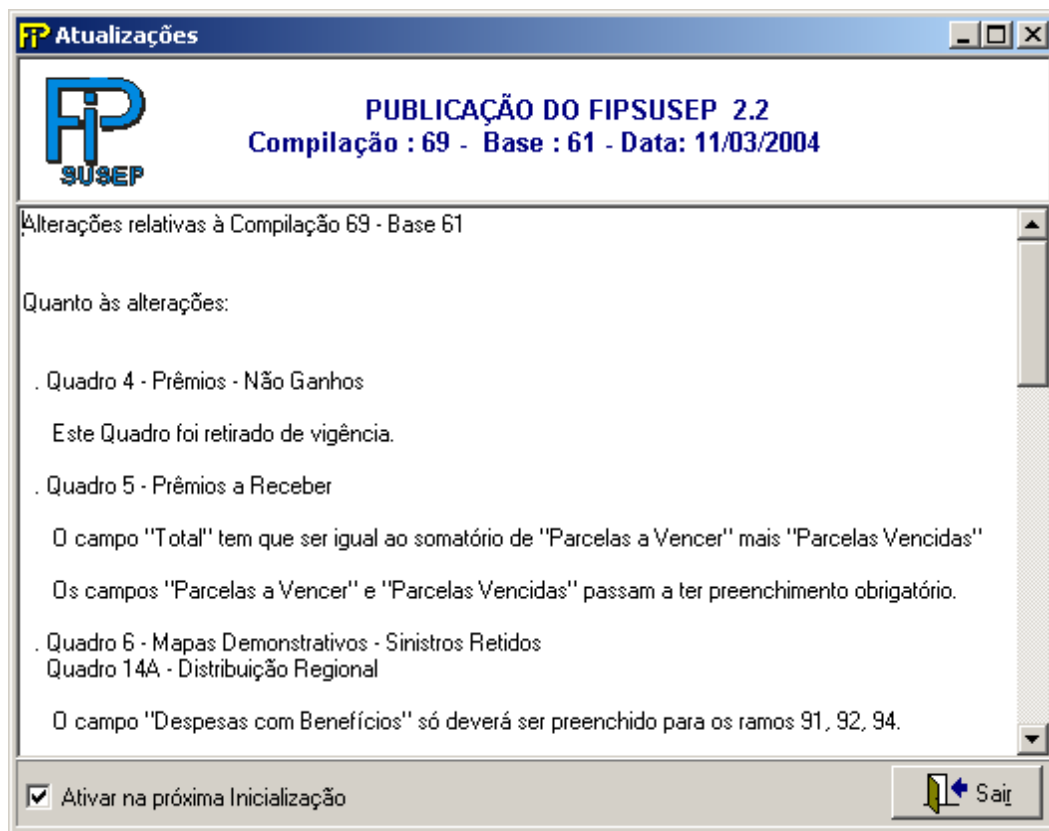 FIP Atualizações
FIP
SUSEP
PUBLICAÇÃO DO FIPSUSEP 2.2
Compilação : 69 - Base : 61 - Data: 11/03/2004
Alterações relativas à Compilação 69 - Base 61
Quanto às alterações:
. Quadro 4 - Prêmios - Não Ganhos
Este Quadro foi retirado de vigência.
. Quadro 5 - Prêmios a Receber
O campo "Total" tem que ser igual ao somatório de "Parcelas a Vencer" mais "Parcelas Vencidas"
Os campos "Parcelas a Vencer" e "Parcelas Vencidas" passam a ter preenchimento obrigatório.
. Quadro 6 - Mapas Demonstrativos - Sinistros Retidos
Quadro 14A - Distribuição Regional
O campo "Despesas com Benefícios" só deverá ser preenchido para os ramos 91, 92, 94.
Ativar na próxima Inicialização
Sair